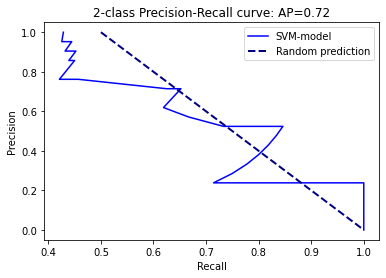 2-class Precision-Recall curve: AP=0.72
SVM-model
Random prediction
Precision
1.0
0.8
0.6
0.4
0.2
0.0
0.4 0.5 0.6 0.7 0.8 0.9 1.0
Recall